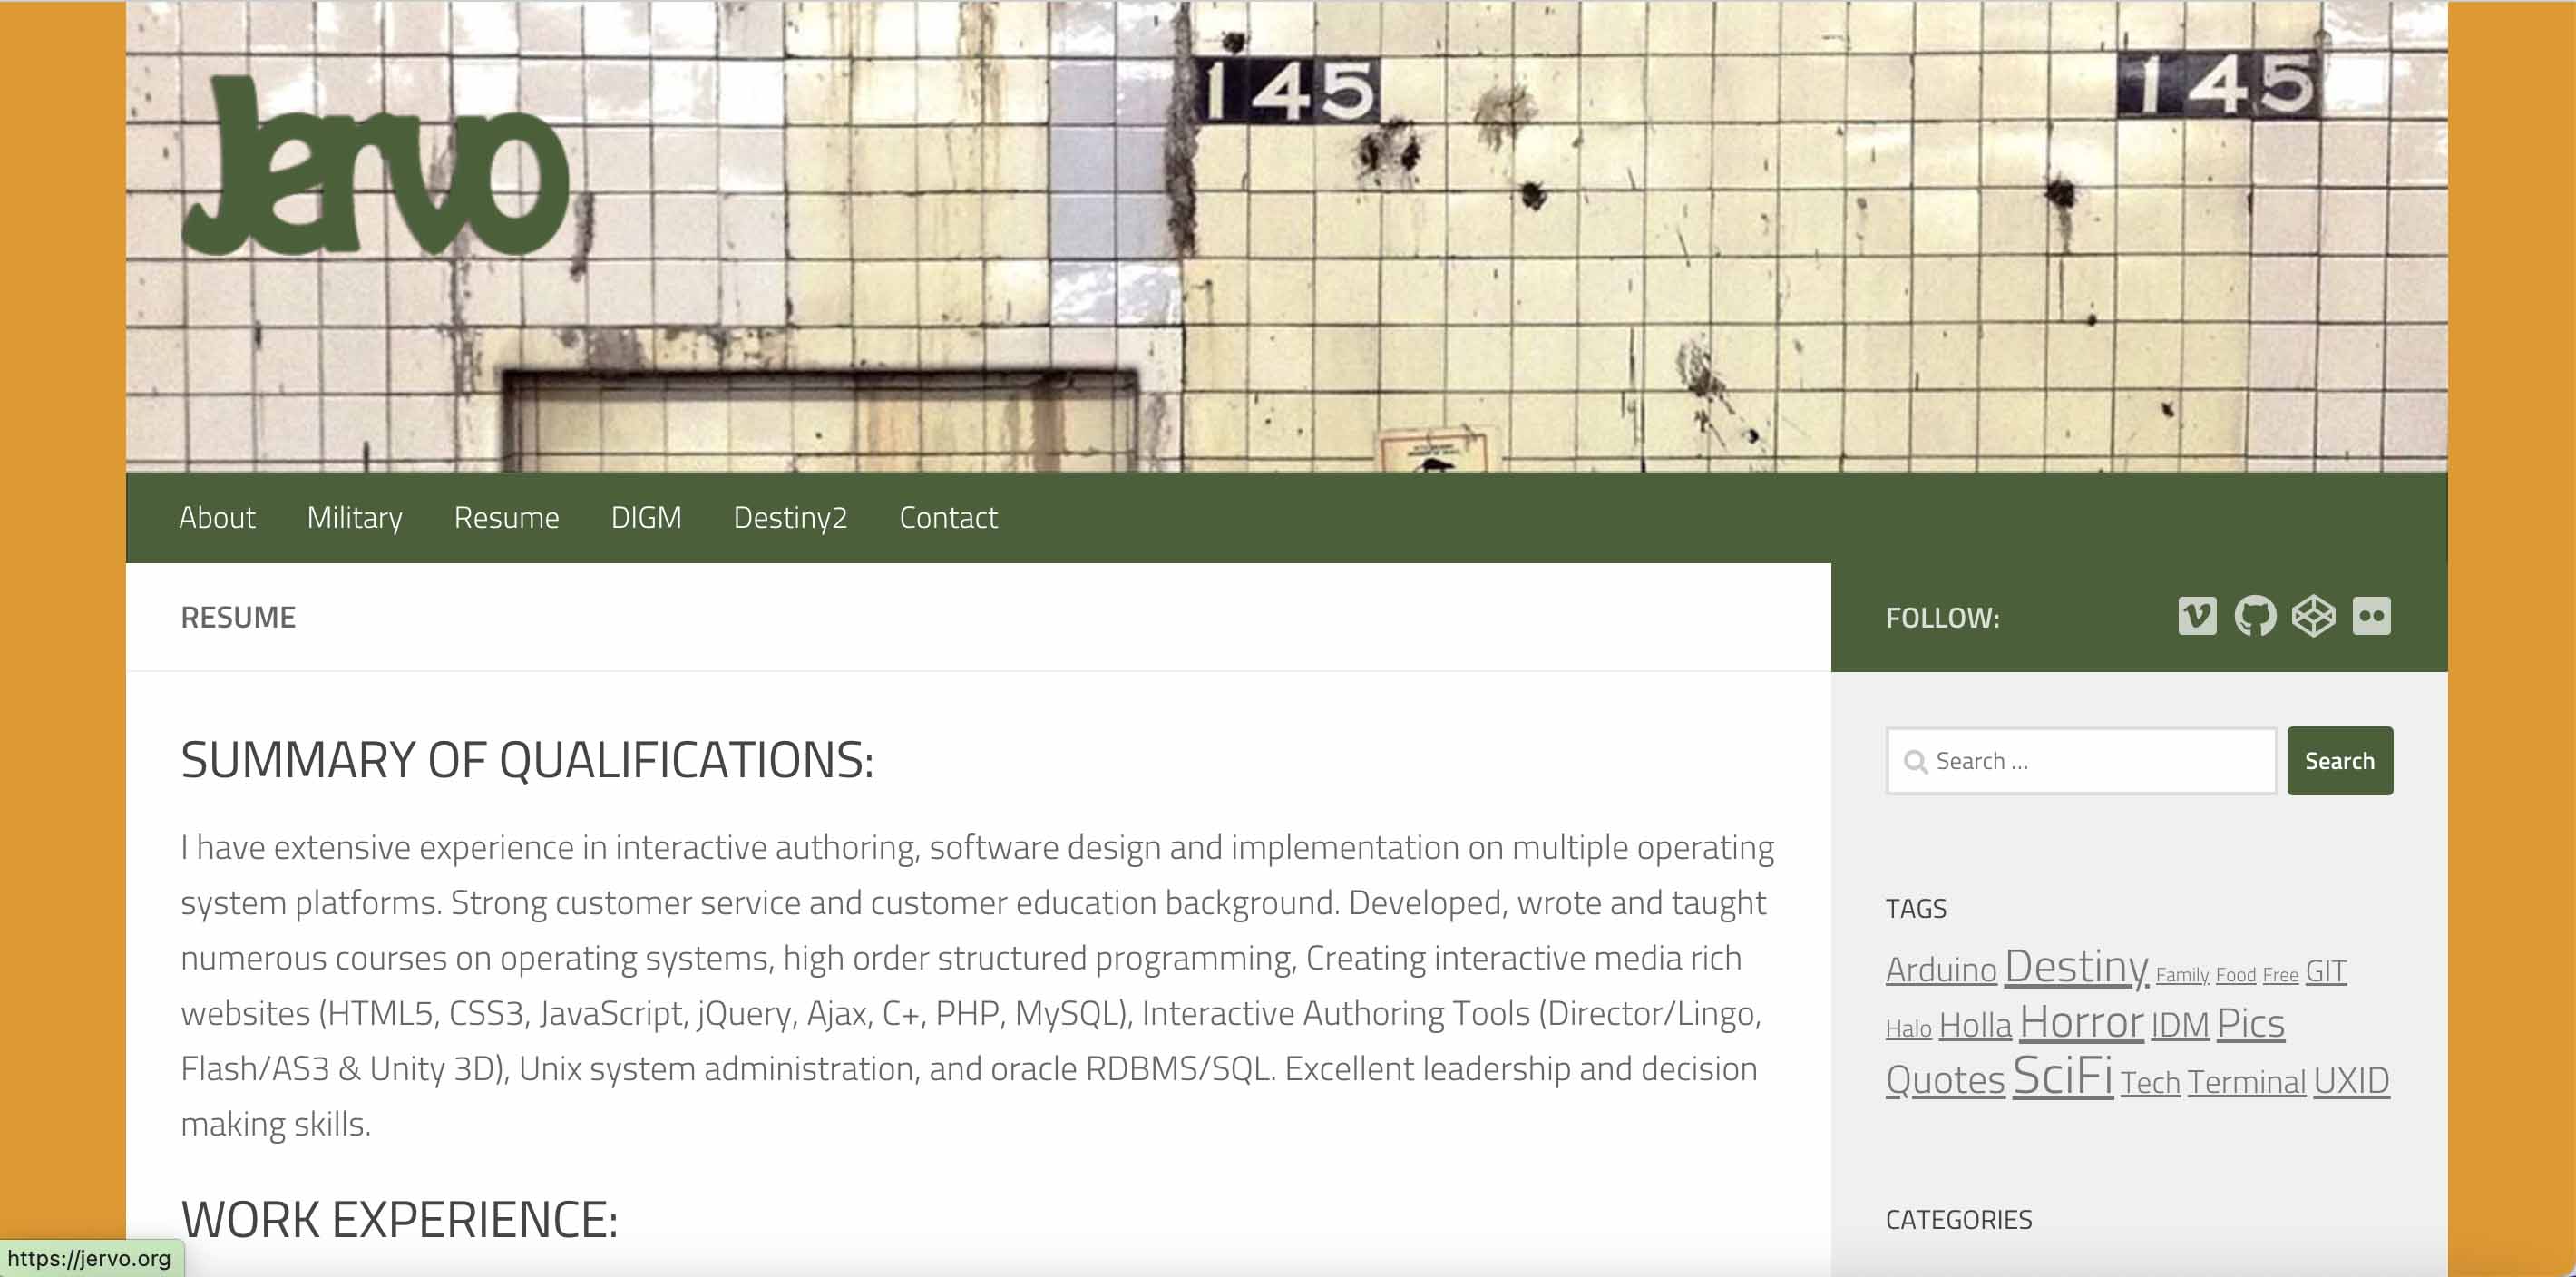 Jervo
145
145
About Military Resume DIGM Destiny2 Contact
RESUME
SUMMARY OF QUALIFICATIONS:
I have extensive experience in interactive authoring, software design and implementation on multiple operating
system platforms. Strong customer service and customer education background. Developed, wrote and taught
numerous courses on operating systems, high order structured programming, Creating interactive media rich
websites (HTML5, CSS3, JavaScript, jQuery, Ajax, C+, PHP, MySQL), Interactive Authoring Tools (Director/Lingo,
Flash/AS3 & Unity 3D), Unix system administration, and oracle RDBMS/SQL. Excellent leadership and decision
making skills.
WORK EXPERIENCE:
FOLLOW:
Search ...
Search
TAGS
Arduino Destiny Family Food Free GIT
Halo Holla Horror IDM Pics
Quotes SciFi Tech Terminal UXID
CATEGORIES
https://jervo.org